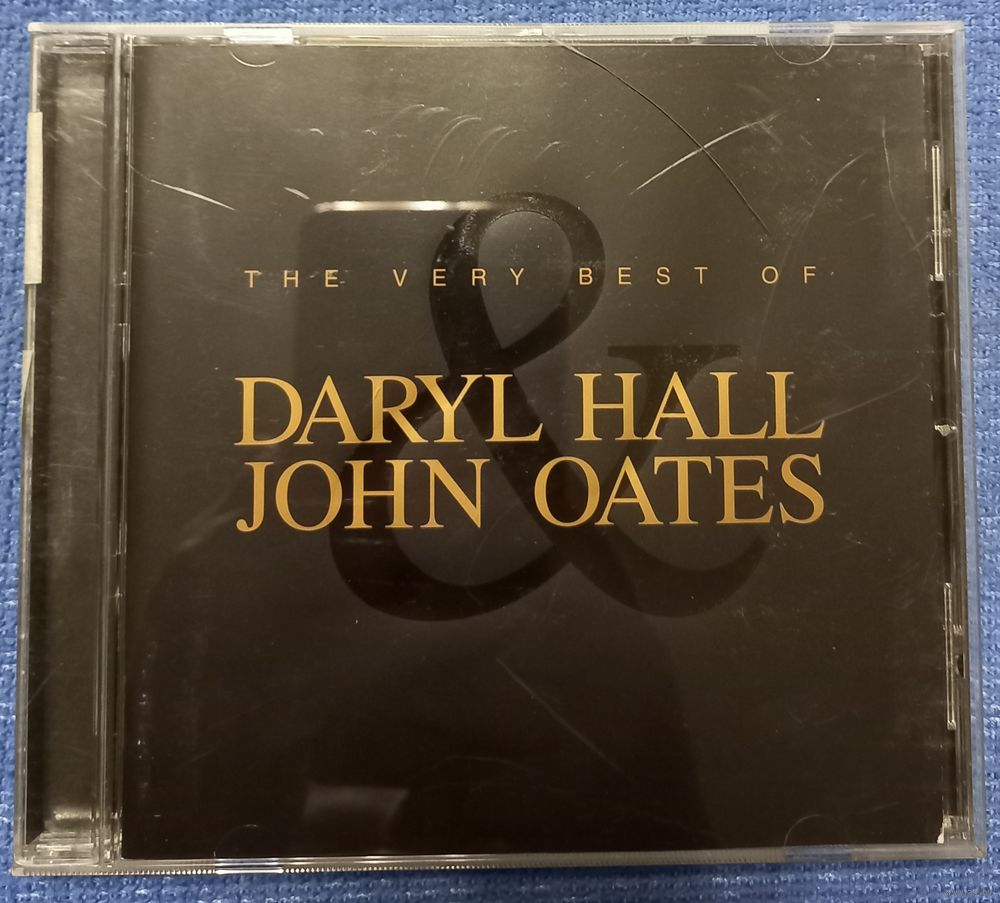 THE VERY BEST OF
&
DARYL HALL
JOHN OATES